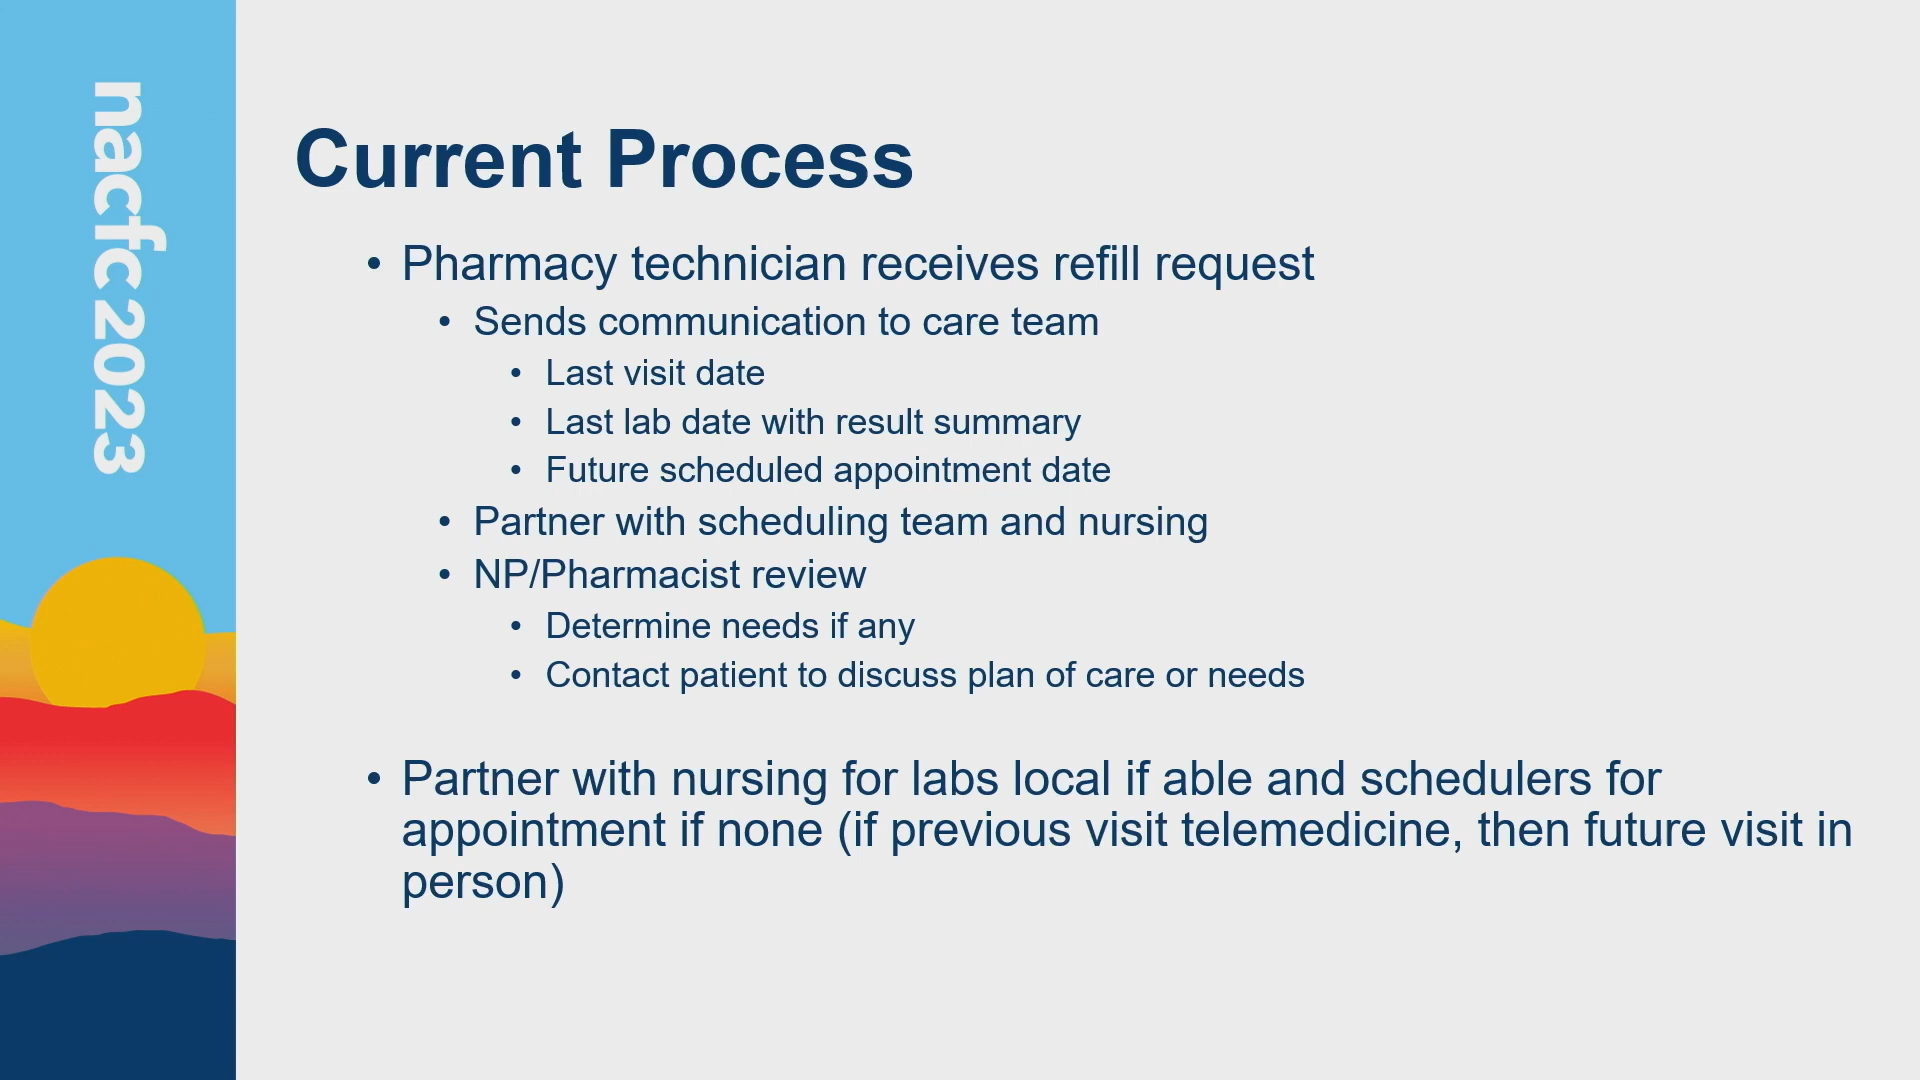 nacfc 2023
Current Process
• Pharmacy technician receives refill request
• Sends communication to care team
• Last visit date
• Last lab date with result summary
• Future scheduled appointment date
• Partner with scheduling team and nursing
• NP/Pharmacist review
• Determine needs if any
• Contact patient to discuss plan of care or needs
• Partner with nursing for labs local if able and schedulers for
appointment if none (if previous visit telemedicine, then future visit in
person)